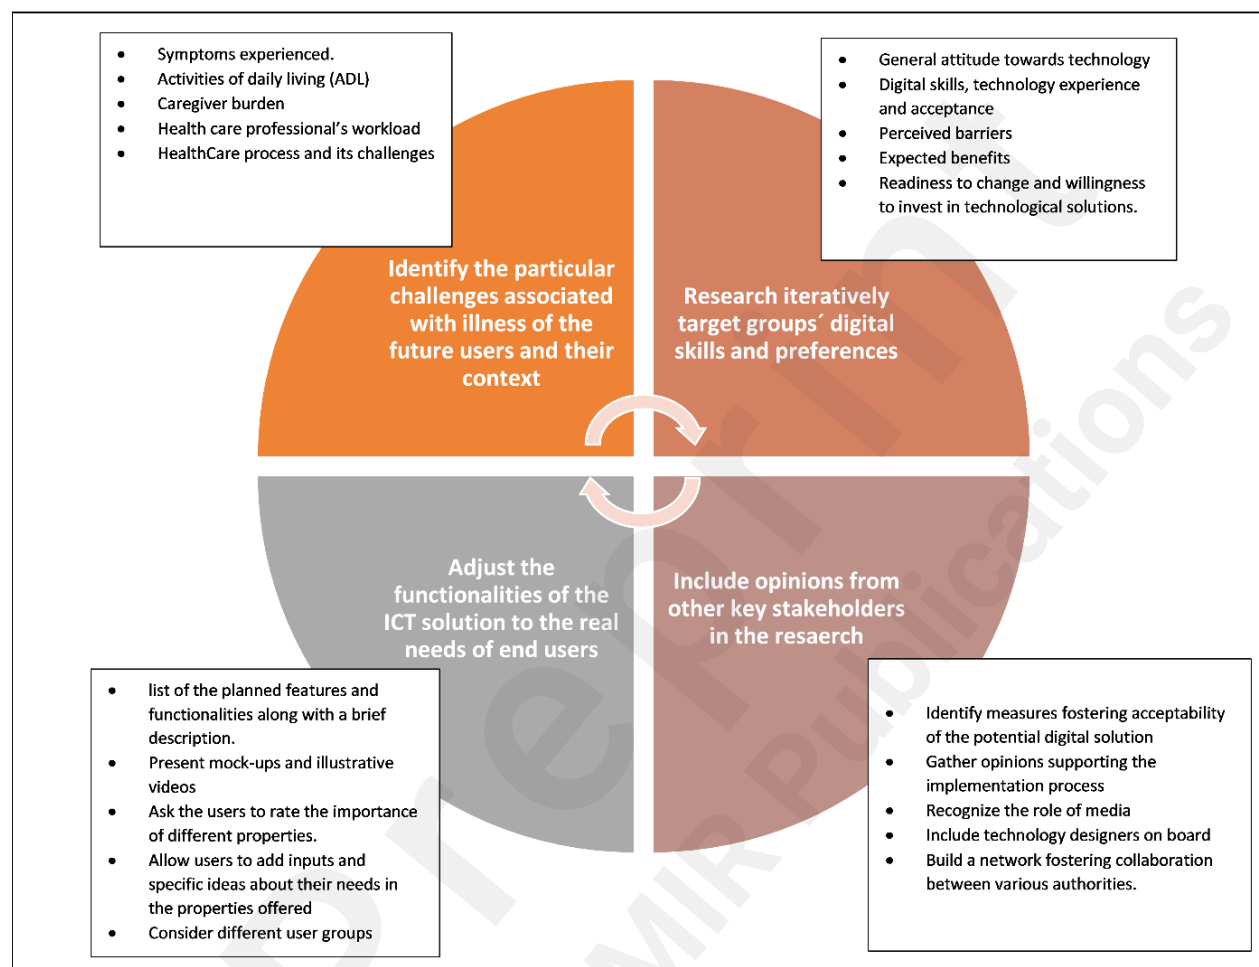 • Symptoms experienced.
• Activities of daily living (ADL)
• Caregiver burden
• Health care professional's workload
• HealthCare process and its challenges
• General attitude towards technology
• Digital skills, technology experience
and acceptance
• Perceived barriers
• Expected benefits
• Readiness to change and willingness
to invest in technological solutions.
Identify the particular
challenges associated
with illness of the
future users and their
context
Research iteratively
target groups´ digital
skills and preferences
Adjust the
functionalities of the
ICT solution to the real
needs of end users
Include opinions from
other key stakeholders
in the resaerch
• list of the planned features and
functionalities along with a brief
description.
• Present mock-ups and illustrative
videos
• Ask the users to rate the importance
of different properties.
• Allow users to add inputs and
specific ideas about their needs in
the properties offered
• Consider different user groups
• Identify measures fostering acceptability
of the potential digital solution
• Gather opinions supporting the
implementation process
• Recognize the role of media
• Include technology designers on board
• Build a network fostering collaboration
between various authorities.
Preprint
JMIR Publications